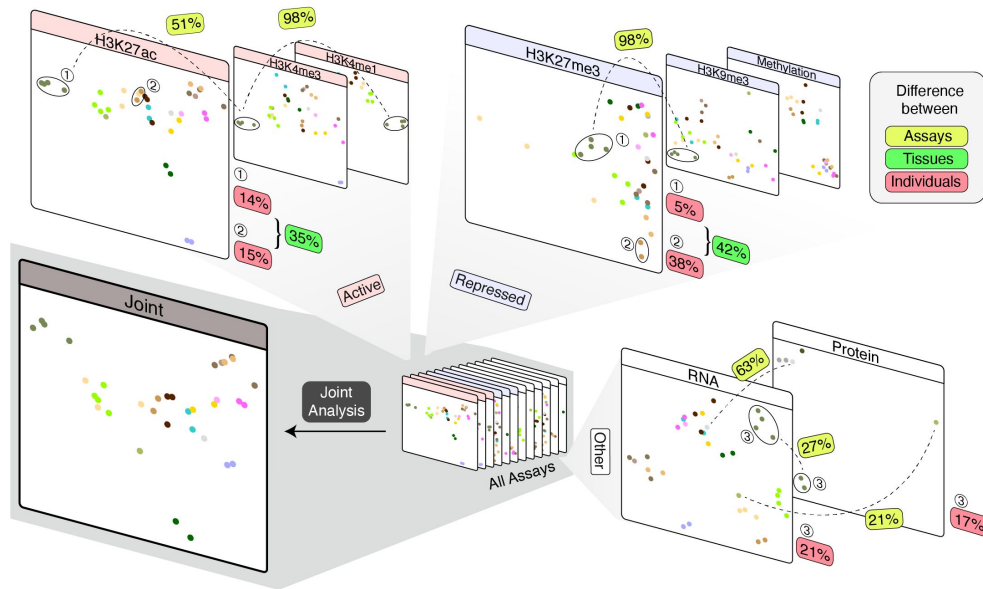 51%
98%
H3K27ac
H3K4me3
H3K4me1
1
2
1
14%
2
15%
35%
98%
H3K27me3
H3K9me3
Methylation
1
2
1
5%
2
38%
42%
Difference
between
Assays
Tissues
Individuals
Active
Repressed
Joint
Joint
Analysis
All Assays
Other
RNA
Protein
63%
3
27%
3
21%
3
21%
3
17%